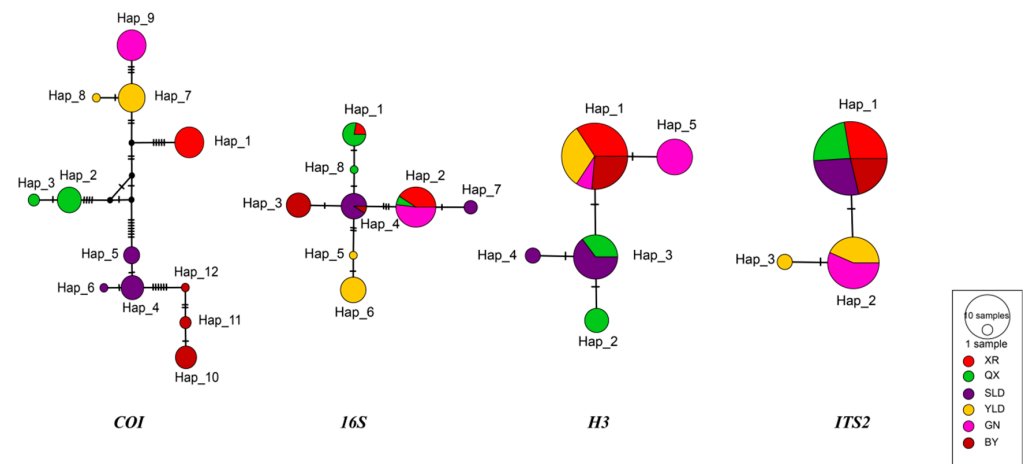 Hap_9
Hap_8
Hap_7
Hap_1
Hap_3
Hap_2
Hap_5
Hap_6
Hap_4
Hap_12
Hap_11
Hap_10
COI
Hap_1
Hap_8
Hap_2
Hap_7
Hap_3
Hap_4
Hap_5
Hap_6
16S
Hap_1
Hap_5
Hap_4
Hap_3
Hap_2
H3
Hap_1
Hap_3
Hap_2
ITS2
10 samples
1 sample
XR
QX
SLD
YLD
GN
BY